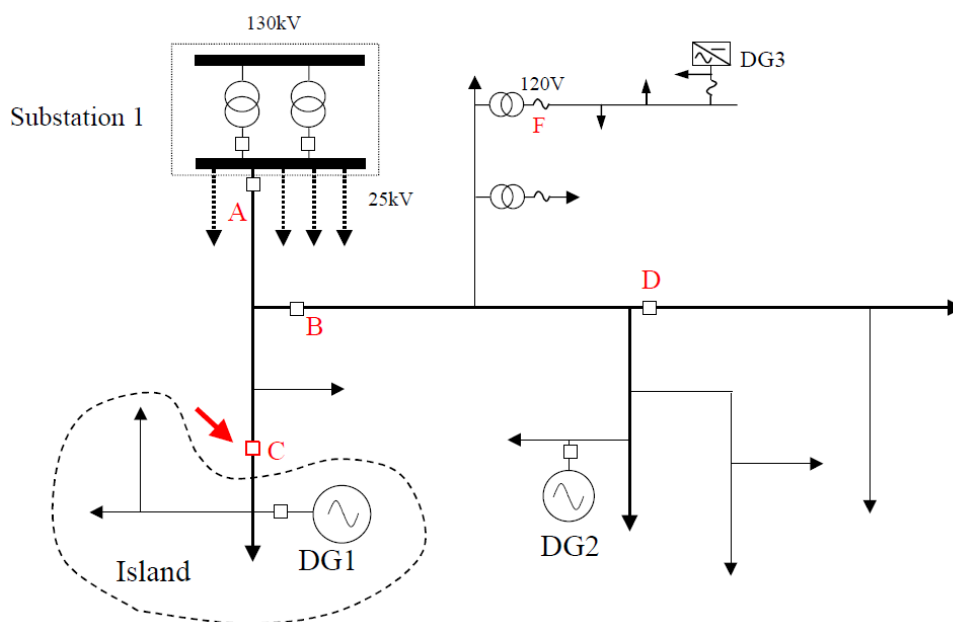 130kV
Substation 1
25kV
A
120V
DG3
F
B
D
C
DG1
Island
DG2